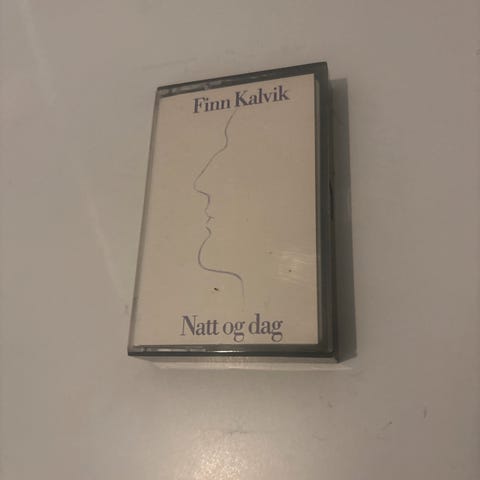 Finn Kalvik
Natt og dag